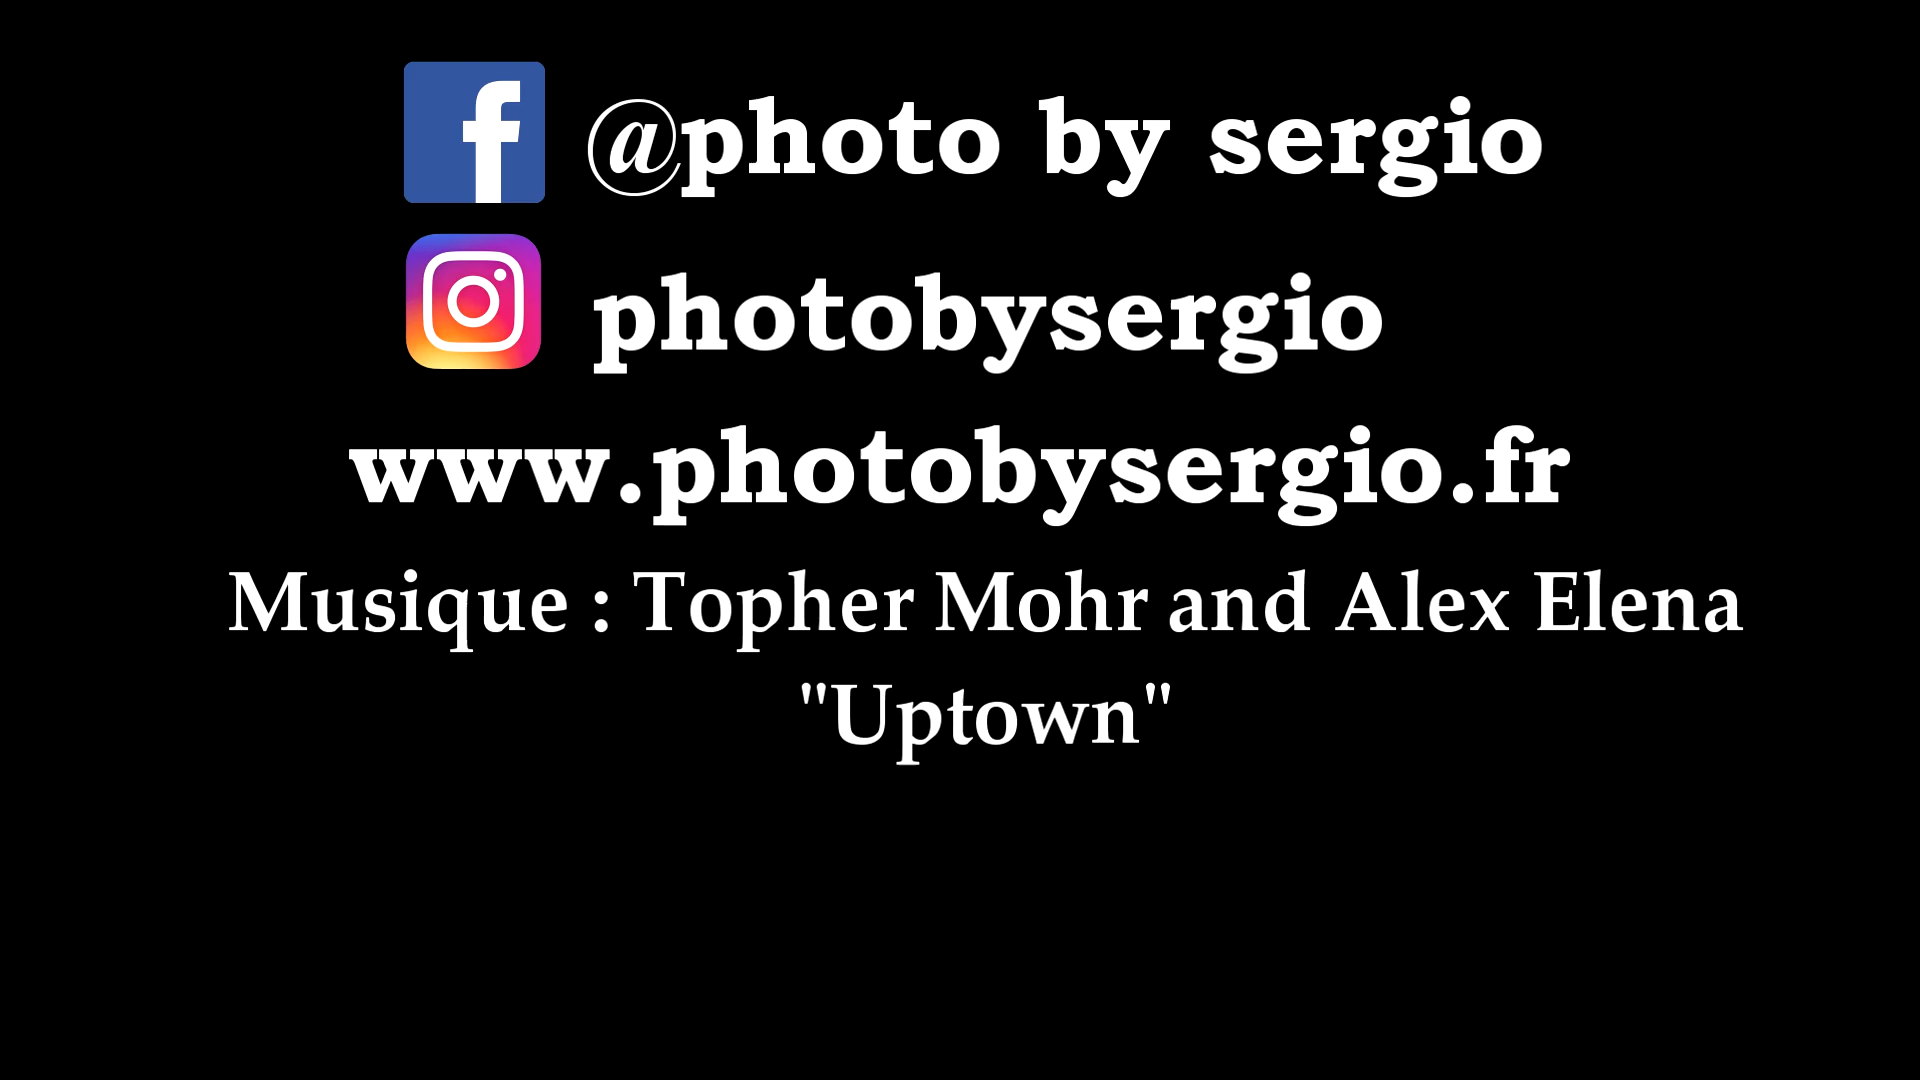 @photo by sergio
photobysergio
www.photobysergio.fr
Musique : Topher Mohr and Alex Elena
"Uptown"